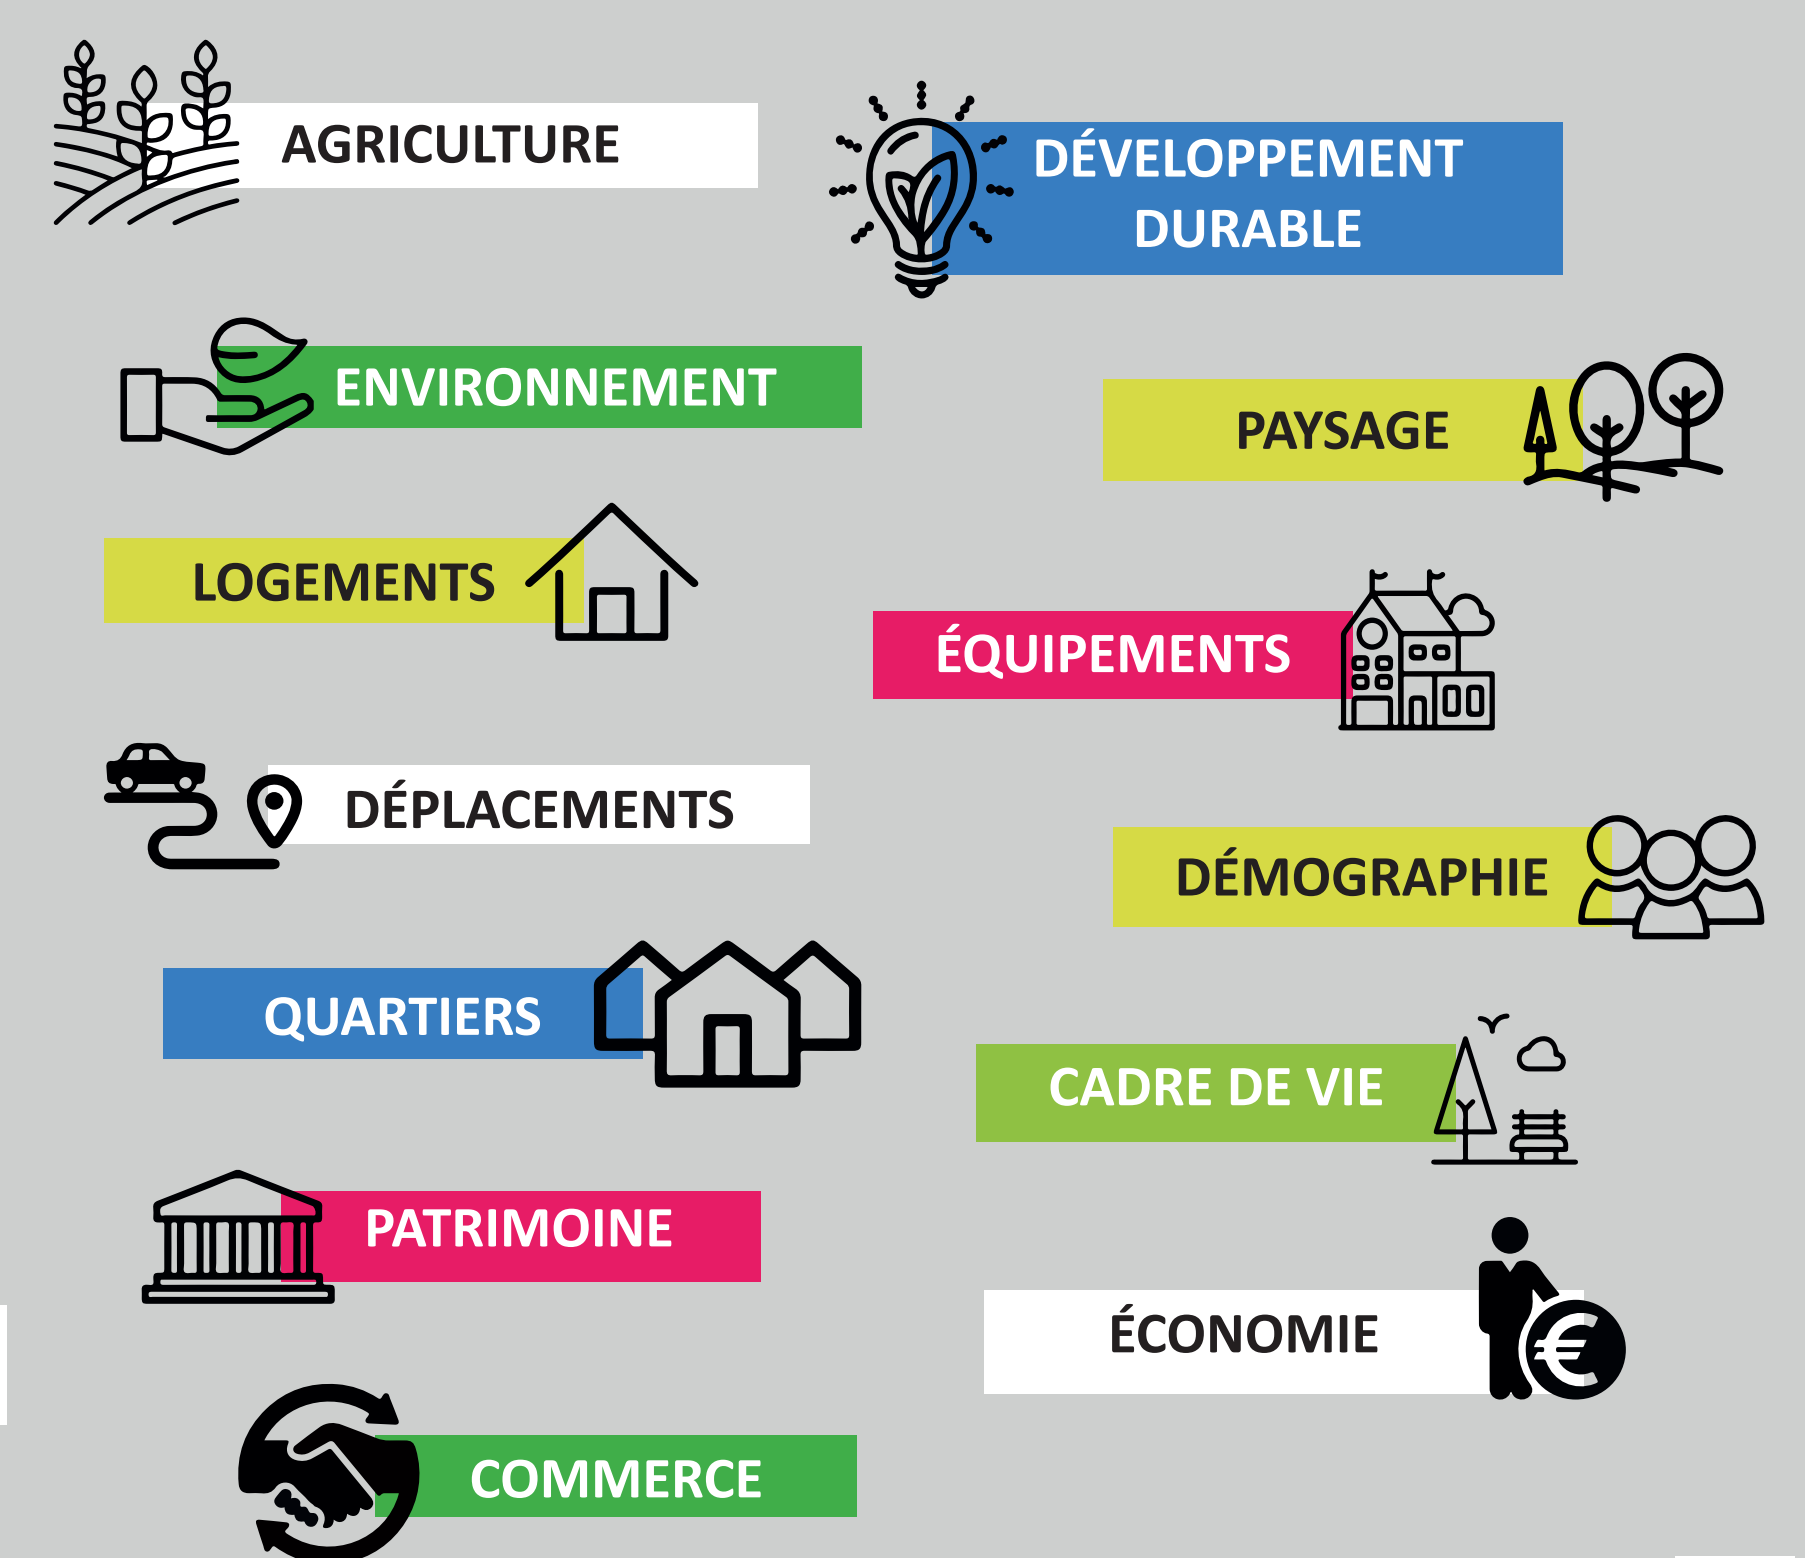 AGRICULTURE
DÉVELOPPEMENT
DURABLE
ENVIRONNEMENT
PAYSAGE
LOGEMENTS
ÉQUIPEMENTS
DÉPLACEMENTS
DÉMOGRAPHIE
QUARTIERS
CADRE DE VIE
PATRIMOINE
ÉCONOMIE
COMMERCE